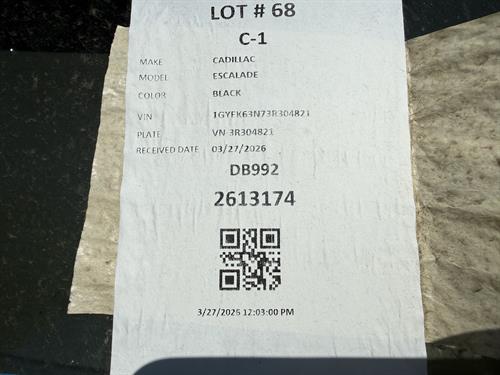 LOT # 68
C-1
MAKE CADILLAC
MODEL ESCALADE
COLOR BLACK
VIN 1GYFK63N73R304821
PLATE VN-3R304821
RECEIVED DATE 03/27/2026
DB992
2613174
3/27/2026 12:03:00 PM